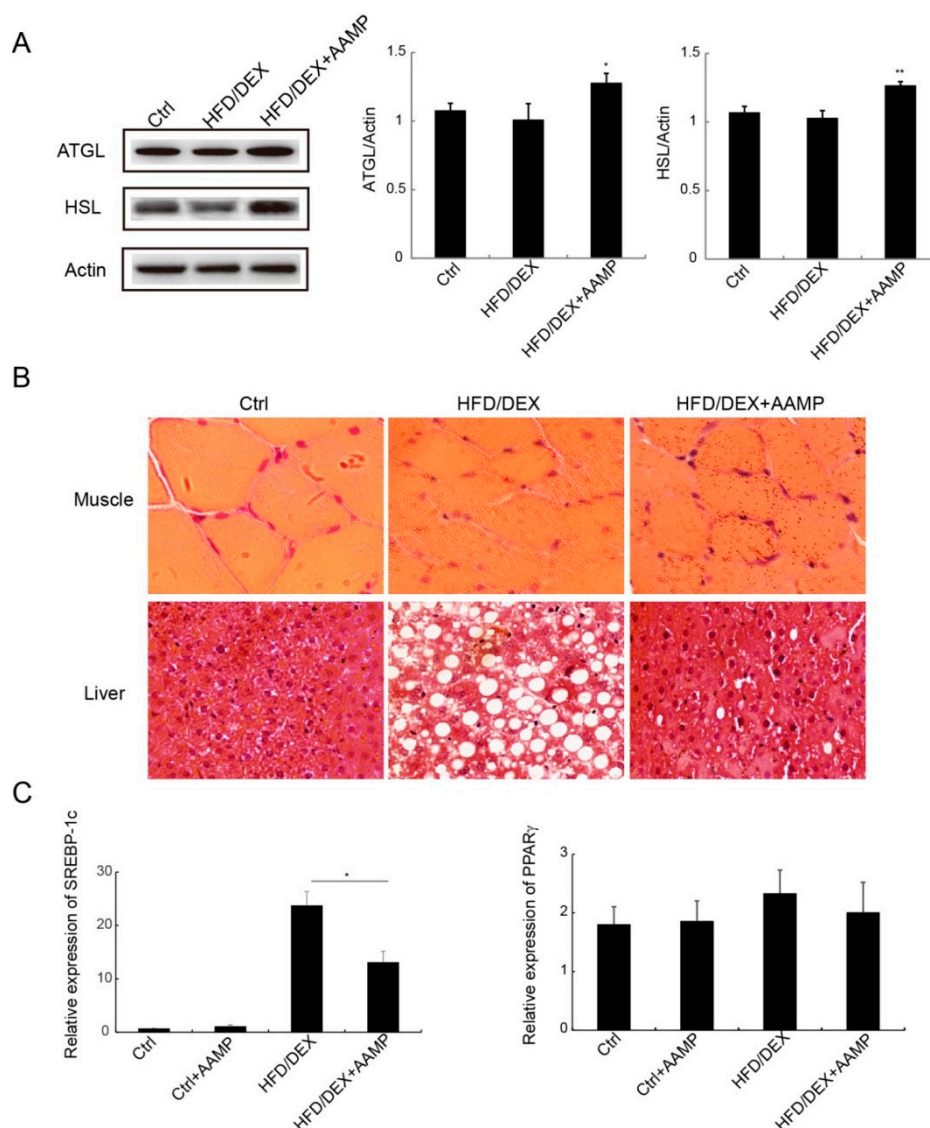 A
Ctrl
HFD/DEX
HFD/DEX+AAMP
ATGL
HSL
Actin
ATGL/Actin
1.5
1
0.5
0
*
Ctrl
HFD/DEX
HFD/DEX+AAMP
HSL/Actin
1.5
1
0.5
0
**
Ctrl
HFD/DEX
HFD/DEX+AAMP
B
Ctrl
HFD/DEX
HFD/DEX+AAMP
Muscle
Liver
C
Relative expression of SREBP-1c
30
20
10
0
*
Ctrl
Ctrl+AAMP
HFD/DEX
HFD/DEX+AAMP
Relative expression of PPARγ
3
2
1
0
Ctrl
Ctrl+AAMP
HFD/DEX
HFD/DEX+AAMP